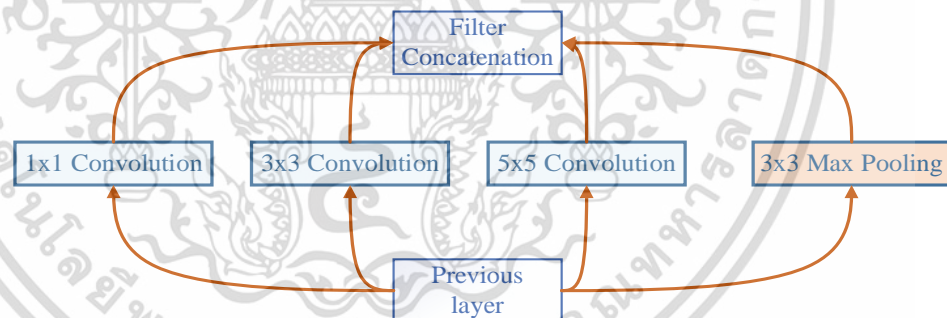 Filter
Concatenation
1x1 Convolution
3x3 Convolution
5x5 Convolution
3x3 Max Pooling
Previous
layer